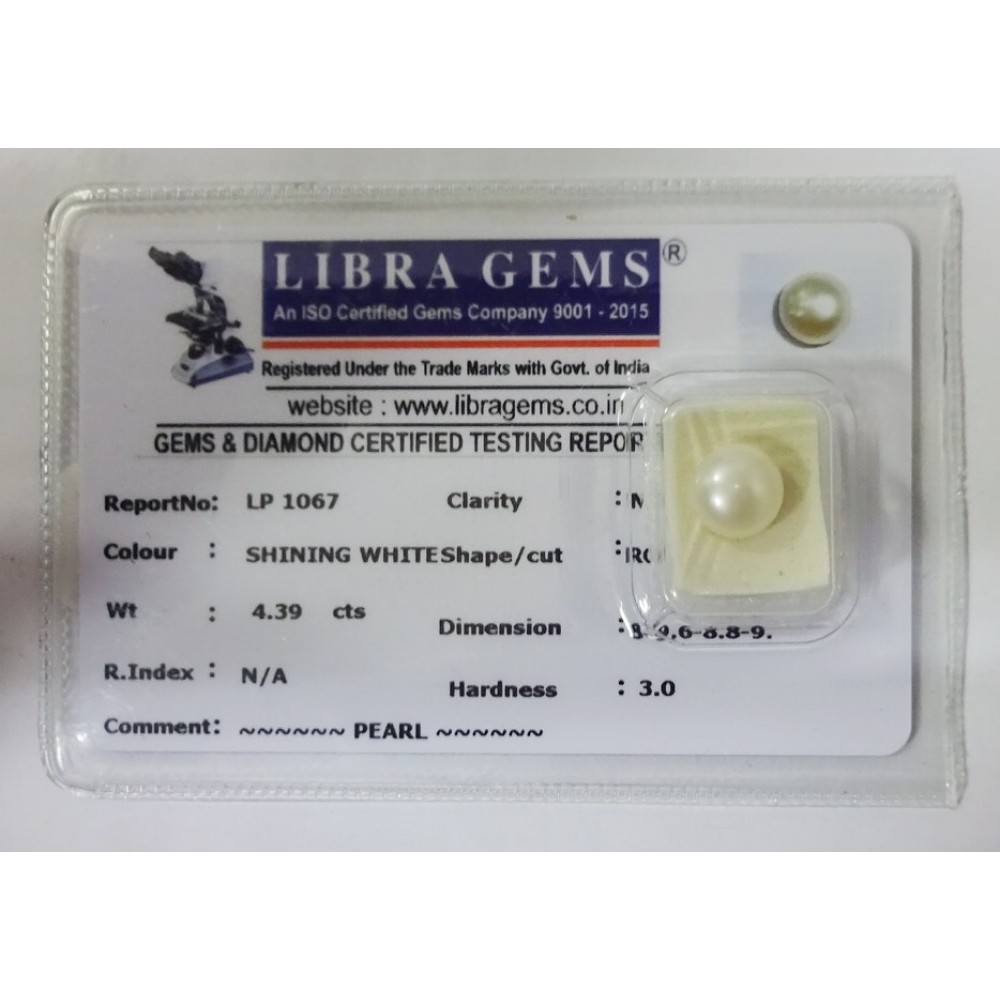 LIBRA GEMS ®
An ISO Certified Gems Company 9001 - 2015
Registered Under the Trade Marks with Govt. of India
website : www.libragems.co.in
GEMS & DIAMOND CERTIFIED TESTING REPOR
ReportNo: LP 1067 Clarity :
Colour : SHINING WHITE Shape/cut :
Wt : 4.39 cts Dimension :
R.Index : N/A Hardness : 3.0
Comment: ~~~~~~ PEARL ~~~~~~